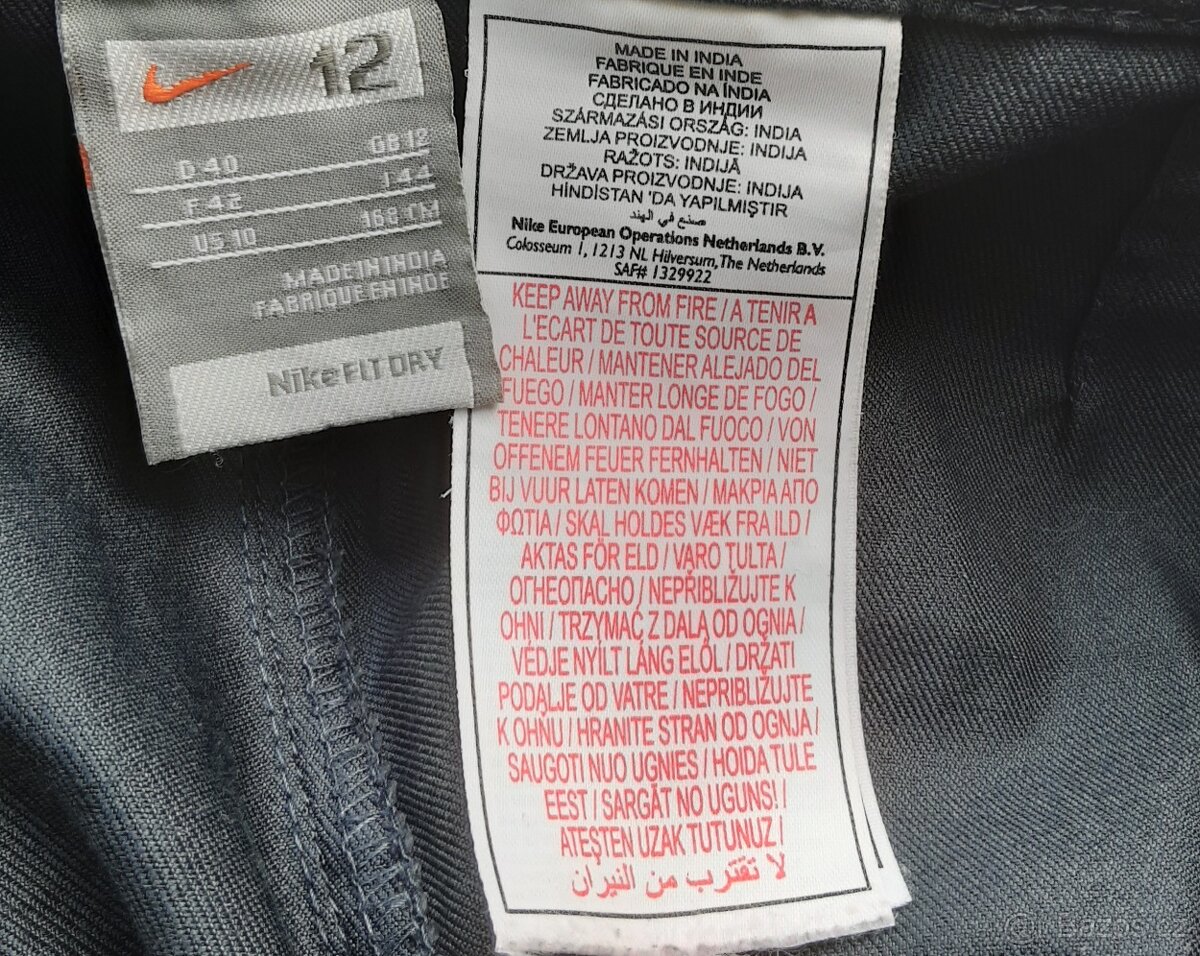 12
D 40 GB 12
F 42 I 44
US 10 168 CM
MADE IN INDIA
FABRIQUE EN INDE
Nike FIT DRY
MADE IN INDIA
FABRIQUE EN INDE
FABRICADO NA ÍNDIA
СДЕЛАНО В ИНДИИ
SZÁRMAZÁSI ORSZÁG: INDIA
ZEMLJA PROIZVODNJE: INDIJA
RAŽOTS: INDIJĀ
DRŽAVA PROIZVODNJE: INDIJA
HİNDİSTAN 'DA YAPILMIŞTIR
صنع في الهند
Nike European Operations Netherlands B.V.
Colosseum 1, 1213 NL Hilversum, The Netherlands
SAF# 1329922
KEEP AWAY FROM FIRE / A TENIR A
L'ECART DE TOUTE SOURCE DE
CHALEUR / MANTENER ALEJADO DEL
FUEGO / MANTER LONGE DE FOGO /
TENERE LONTANO DAL FUOCO / VON
OFFENEM FEUER FERNHALTEN / NIET
BIJ VUUR LATEN KOMEN / ΜΑΚΡΙΑ ΑΠΟ
ΦΩΤΙΑ / SKAL HOLDES VÆK FRA ILD /
AKTAS FÖR ELD / VARO TULTA /
ОГНЕОПАСНО / NEPŘIBLIŽUJTE K
OHNI / TRZYMAĆ Z DALA OD OGNIA /
VÉDJE NYÍLT LÁNG ELŐL / DRŽATI
PODALJE OD VATRE / NEPRIBLIŽUJTE
K OHŇU / HRANITE STRAN OD OGNJA /
SAUGOTI NUO UGNIES / HOIDA TULE
EEST / SARGĀT NO UGUNS! /
ATEŞTEN UZAK TUTUNUZ /
لا تقترب من النيران